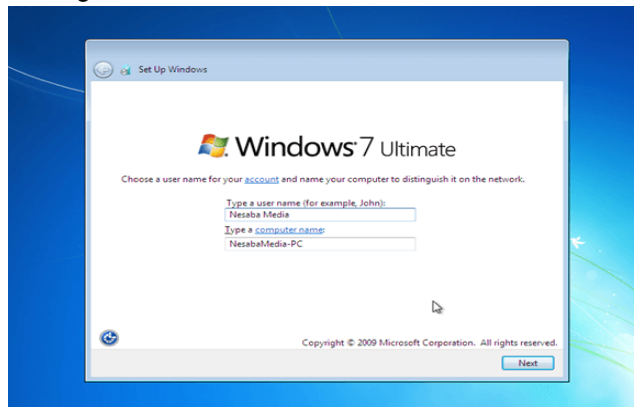 Set Up Windows
Windows 7 Ultimate
Choose a user name for your account and name your computer to distinguish it on the network.
Type a user name (for example, John):
Nesaba Media
Type a computer name:
NesabaMedia-PC
Copyright © 2009 Microsoft Corporation. All rights reserved.
Next